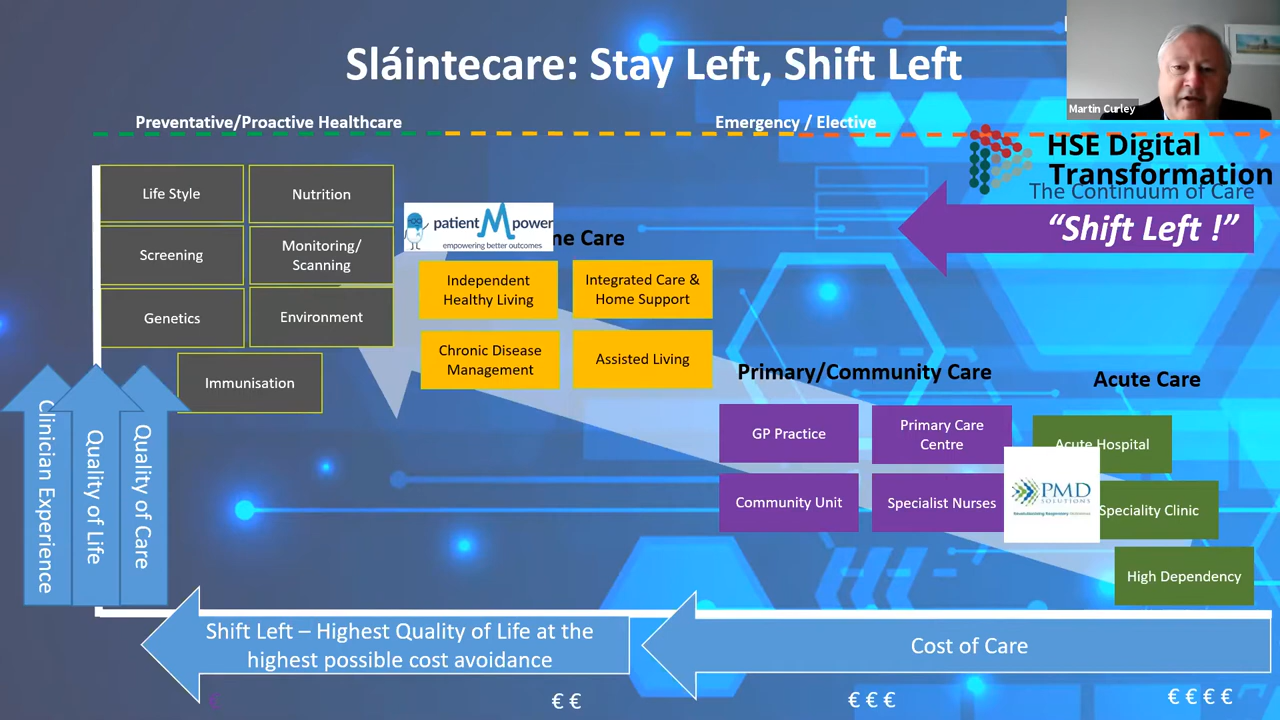 Sláintecare: Stay Left, Shift Left
Martin Curley
Preventative/Proactive Healthcare
Emergency / Elective
HSE Digital
Transformation
The Continuum of Care
“Shift Left !”
Life Style
Nutrition
Screening
Monitoring/
Scanning
Genetics
Environment
Immunisation
patientMpower
empowering better outcomes
me Care
Independent
Healthy Living
Integrated Care &
Home Support
Chronic Disease
Management
Assisted Living
Primary/Community Care
GP Practice
Primary Care
Centre
Community Unit
Specialist Nurses
Acute Care
Acute Hospital
PMD
SOLUTIONS
Speciality Clinic
High Dependency
Clinician Experience
Quality of Life
Quality of Care
Shift Left – Highest Quality of Life at the
highest possible cost avoidance
Cost of Care
€
€ €
€ € €
€ € € €